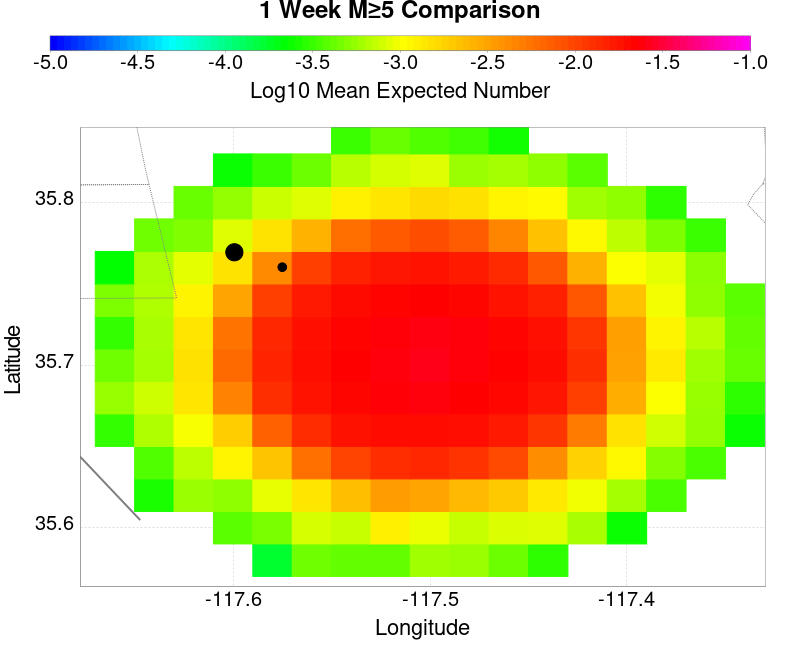 1 Week M≥5 Comparison
-5.0 -4.5 -4.0 -3.5 -3.0 -2.5 -2.0 -1.5 -1.0
Log10 Mean Expected Number
35.8
35.7
35.6
Latitude
-117.6 -117.5 -117.4
Longitude